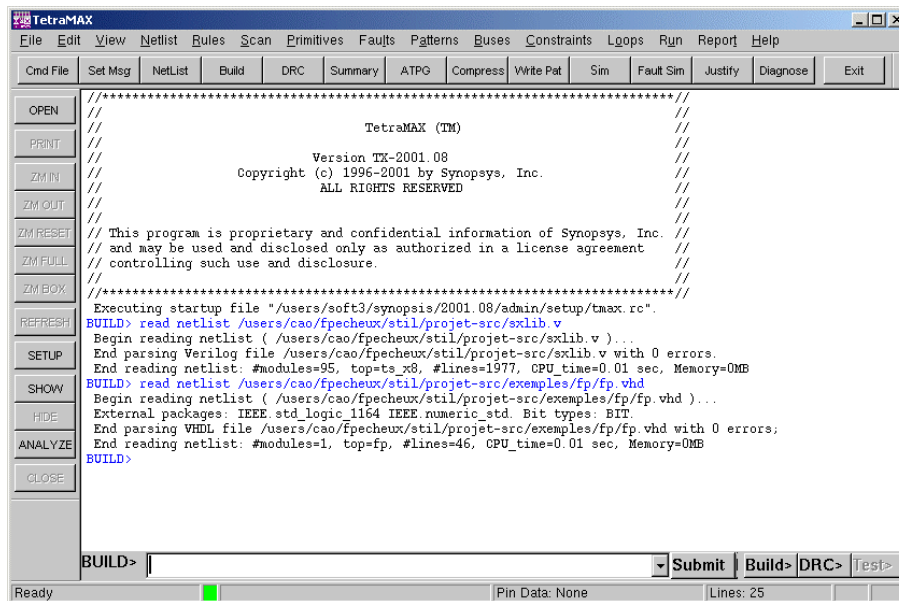 TetraMAX
File Edit View Netlist Rules Scan Primitives Faults Patterns Buses Constraints Loops Run Report Help
Cmd File Set Msg NetList Build DRC Summary ATPG Compress Write Pat Sim Fault Sim Justify Diagnose Exit
OPEN
PRINT
ZM IN
ZM OUT
ZM RESET
ZM FULL
ZM BOX
REFRESH
SETUP
SHOW
HIDE
ANALYZE
CLOSE
//****************************************************************************//
// //
// TetraMAX (TM) //
// //
// Version TX-2001.08 //
// Copyright (c) 1996-2001 by Synopsys, Inc. //
// ALL RIGHTS RESERVED //
// //
// //
// This program is proprietary and confidential information of Synopsys, Inc. //
// and may be used and disclosed only as authorized in a license agreement //
// controlling such use and disclosure. //
// //
//****************************************************************************//
Executing startup file "/users/soft3/synopsis/2001.08/admin/setup/tmax.rc".
BUILD> read netlist /users/cao/fpecheux/stil/projet-src/sxlib.v
Begin reading netlist ( /users/cao/fpecheux/stil/projet-src/sxlib.v )...
End parsing Verilog file /users/cao/fpecheux/stil/projet-src/sxlib.v with 0 errors.
End reading netlist: #modules=95, top=ts_x8, #lines=1977, CPU_time=0.01 sec, Memory=0MB
BUILD> read netlist /users/cao/fpecheux/stil/projet-src/exemples/fp/fp.vhd
Begin reading netlist ( /users/cao/fpecheux/stil/projet-src/exemples/fp/fp.vhd )...
External packages: IEEE.std_logic_1164 IEEE.numeric_std. Bit types: BIT.
End parsing VHDL file /users/cao/fpecheux/stil/projet-src/exemples/fp/fp.vhd with 0 errors;
End reading netlist: #modules=1, top=fp, #lines=46, CPU_time=0.01 sec, Memory=0MB
BUILD>
BUILD> Submit Build> DRC> Test>
Ready Pin Data: None Lines: 25